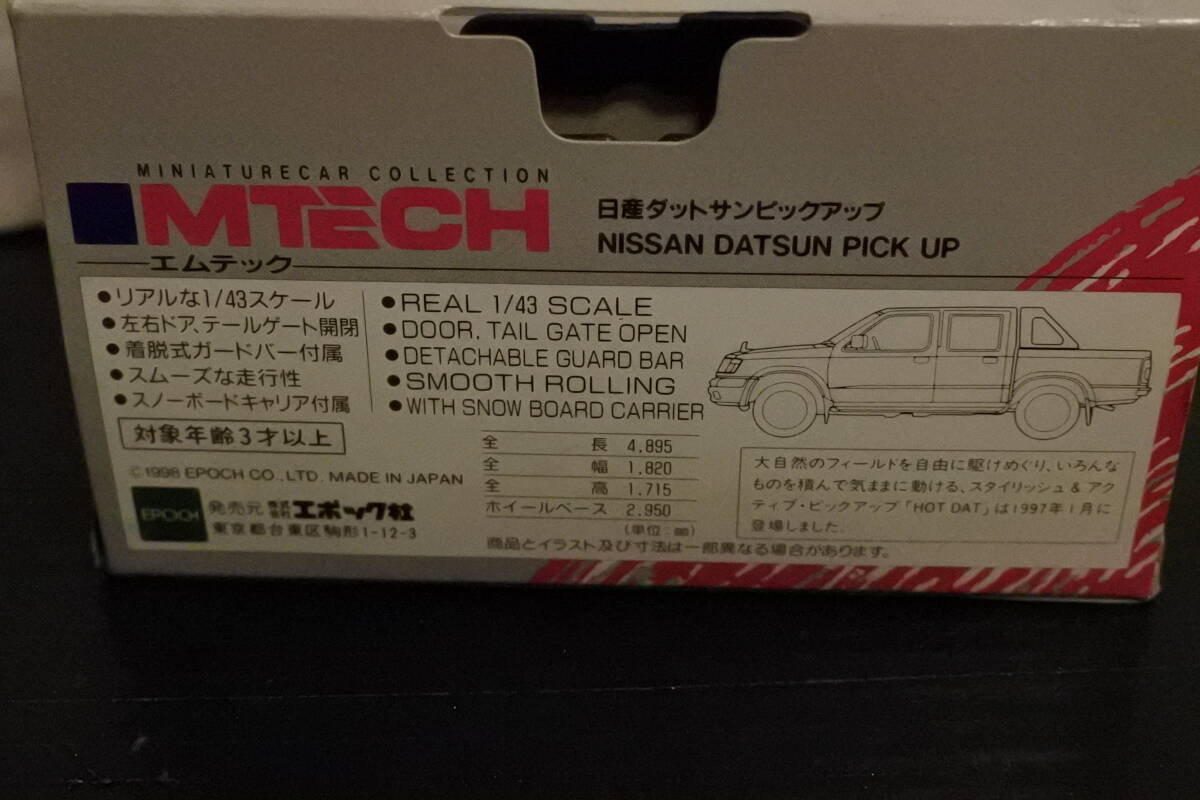 MINIATURECAR COLLECTION
MTECH
エムテック
日産ダットサンピックアップ
NISSAN DATSUN PICK UP
●リアルな1/43スケール
●左右ドア、テールゲート開閉
●着脱式ガードバー付属
●スムーズな走行性
●スノーボードキャリア付属
対象年齢3才以上
●REAL 1/43 SCALE
●DOOR, TAIL GATE OPEN
●DETACHABLE GUARD BAR
●SMOOTH ROLLING
●WITH SNOW BOARD CARRIER
©1998 EPOCH CO., LTD. MADE IN JAPAN
EPOCH
発売元 株式会社 エポック社
東京都台東区駒形1-12-3
全長 4.895
全幅 1.820
全高 1.715
ホイールベース 2.950
(単位:㎜)
商品とイラスト及び寸法は一部異なる場合があります。
大自然のフィールドを自由に駆けめぐり、いろんな
ものを積んで気ままに動ける、スタイリッシュ&アク
ティブ・ピックアップ「HOT DAT」は1997年1月に
登場しました。